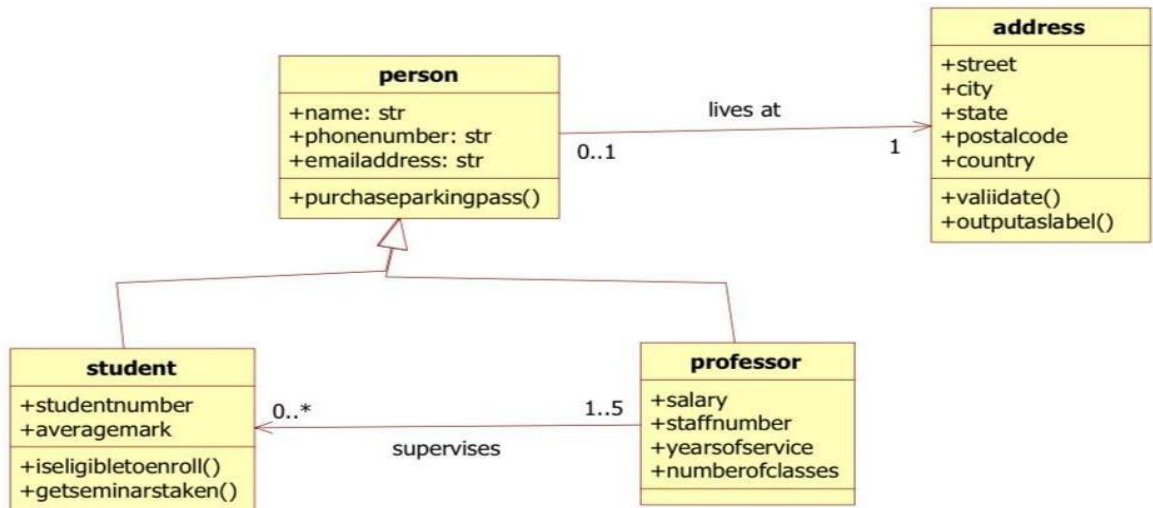 address
+street
+city
+state
+postalcode
+country
+valiidate()
+outputaslabel()
person
+name: str
+phonenumber: str
+emailaddress: str
+purchaseparkingpass()
lives at
0..1
1
student
+studentnumber
+averagemark
+iseligibletoenroll()
+getseminarstaken()
0..*
1..5
supervises
professor
+salary
+staffnumber
+yearsofservice
+numberofclasses